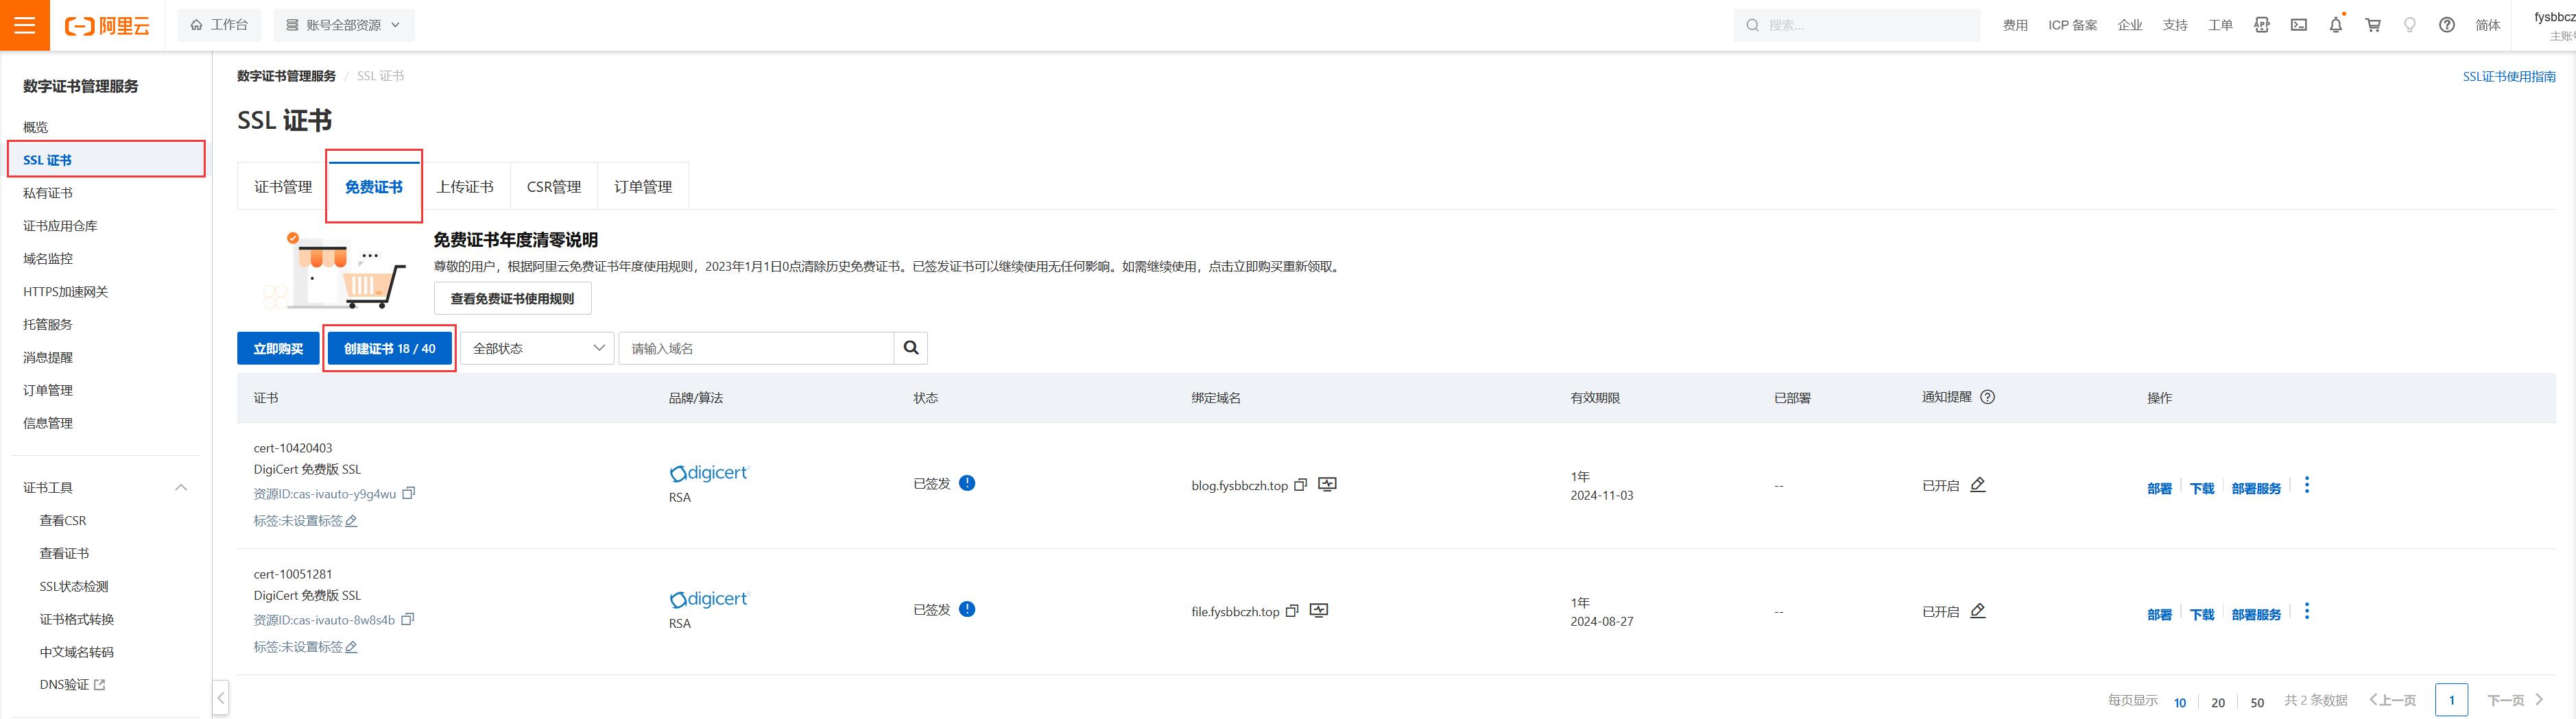 阿里云
工作台
账号全部资源
搜索...
费用
ICP 备案
企业
支持
工单
简体
fysbbcz
主账
数字证书管理服务
概览
SSL 证书
私有证书
证书应用仓库
域名监控
HTTPS加速网关
托管服务
消息提醒
订单管理
信息管理
证书工具
查看CSR
查看证书
SSL状态检测
证书格式转换
中文域名转码
DNS验证
数字证书管理服务 / SSL 证书
SSL证书使用指南
SSL 证书
证书管理
免费证书
上传证书
CSR管理
订单管理
免费证书年度清零说明
尊敬的用户，根据阿里云免费证书年度使用规则，2023年1月1日0点清除历史免费证书。已签发证书可以继续使用无任何影响。如需继续使用，点击立即购买重新领取。
查看免费证书使用规则
立即购买
创建证书 18 / 40
全部状态
请输入域名
证书 品牌/算法 状态 绑定域名 有效期限 已部署 通知提醒 操作
cert-10420403
DigiCert 免费版 SSL
资源ID:cas-ivauto-y9g4wu
标签:未设置标签
digicert
RSA
已签发
blog.fysbbczh.top
1年
2024-11-03
--
已开启
部署 下载 部署服务
cert-10051281
DigiCert 免费版 SSL
资源ID:cas-ivauto-8w8s4b
标签:未设置标签
digicert
RSA
已签发
file.fysbbczh.top
1年
2024-08-27
--
已开启
部署 下载 部署服务
每页显示 10 20 50 共 2 条数据 上一页 1 下一页